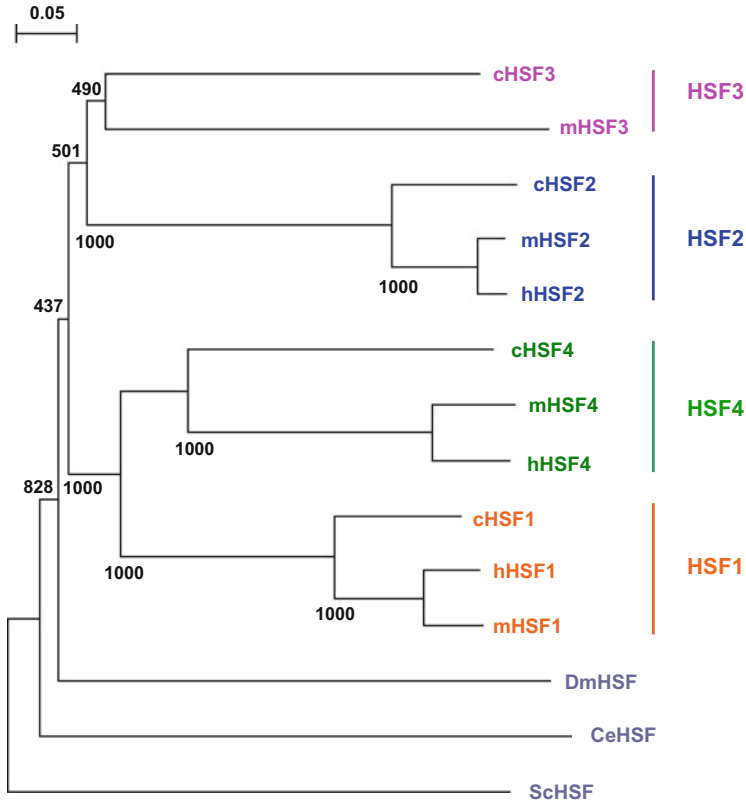 0.05
cHSF3
490
HSF3
mHSF3
501
cHSF2
1000
mHSF2
HSF2
1000
hHSF2
437
cHSF4
mHSF4
HSF4
1000
hHSF4
828
1000
cHSF1
1000
hHSF1
HSF1
1000
mHSF1
DmHSF
CeHSF
ScHSF